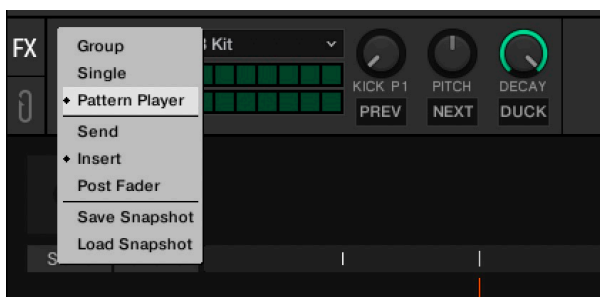 FX
Group
Single
Pattern Player
Send
Insert
Post Fader
Save Snapshot
Load Snapshot
Kit
KICK P1
PITCH
DECAY
PREV
NEXT
DUCK